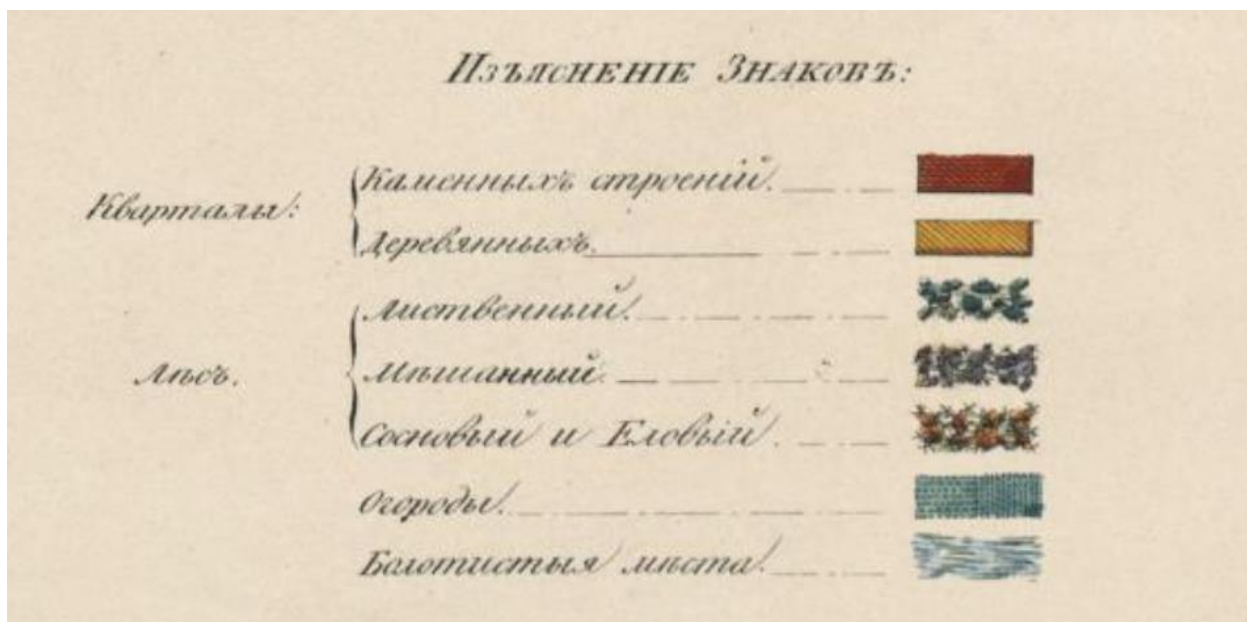 Изъясненіе Знаковъ:
Кварталы:
Каменныхъ строеній.
Деревянныхъ.
Лѣсъ.
Лиственный.
Мѣшанный.
Сосновый и Еловый.
Огороды.
Болотистыя мѣста.